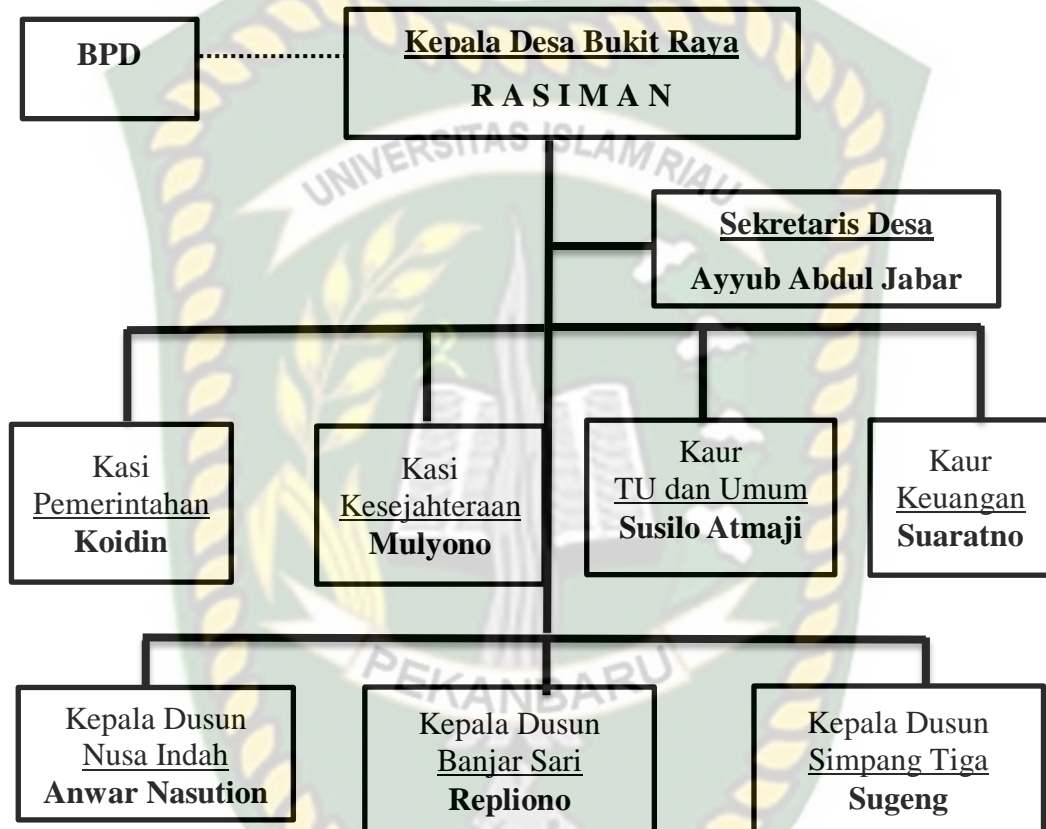 BPD
Kepala Desa Bukit Raya
R A S I M A N
UNIVERSITAS ISLAM RIAU
Sekretaris Desa
Ayyub Abdul Jabar
Kasi
Pemerintahan
Koidin
Kasi
Kesejahteraan
Mulyono
Kaur
TU dan Umum
Susilo Atmaji
Kaur
Keuangan
Suaratno
PEKANBARU
Kepala Dusun
Nusa Indah
Anwar Nasution
Kepala Dusun
Banjar Sari
Repliono
Kepala Dusun
Simpang Tiga
Sugeng